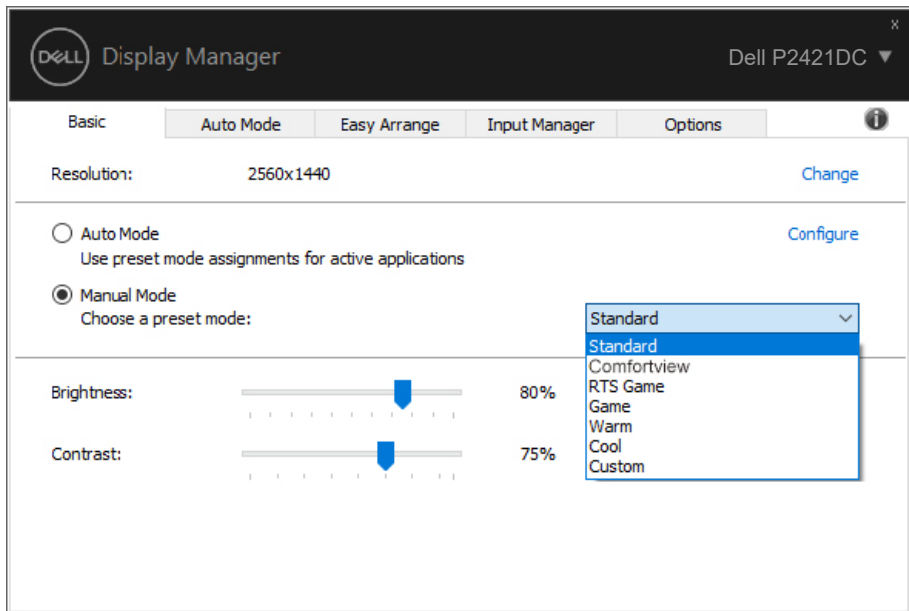 x
DELL Display Manager
Dell P2421DC ▼
Basic Auto Mode Easy Arrange Input Manager Options i
Resolution: 2560x1440 Change
Auto Mode Configure
Use preset mode assignments for active applications
Manual Mode
Choose a preset mode: Standard
Standard
Comfortview
RTS Game
Game
Warm
Cool
Custom
Brightness: 80%
Contrast: 75%